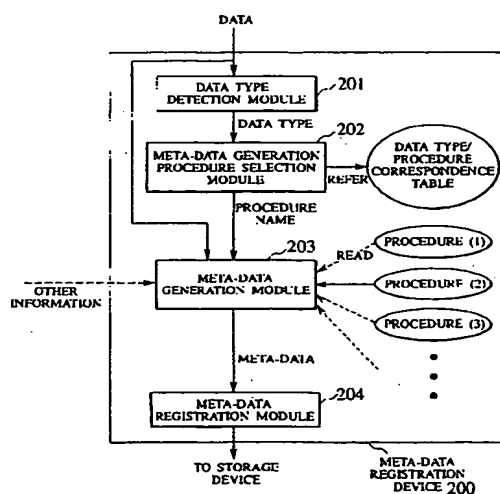 DATA
DATA TYPE
DETECTION MODULE
201
DATA TYPE
202
META-DATA GENERATION
PROCEDURE SELECTION
MODULE
REFER
DATA TYPE/
PROCEDURE
CORRESPONDENCE
TABLE
PROCEDURE
NAME
203
READ
PROCEDURE (1)
OTHER
INFORMATION
META-DATA
GENERATION MODULE
PROCEDURE (2)
PROCEDURE (3)
META-DATA
204
META-DATA
REGISTRATION MODULE
TO STORAGE
DEVICE
META-DATA
REGISTRATION
DEVICE 200